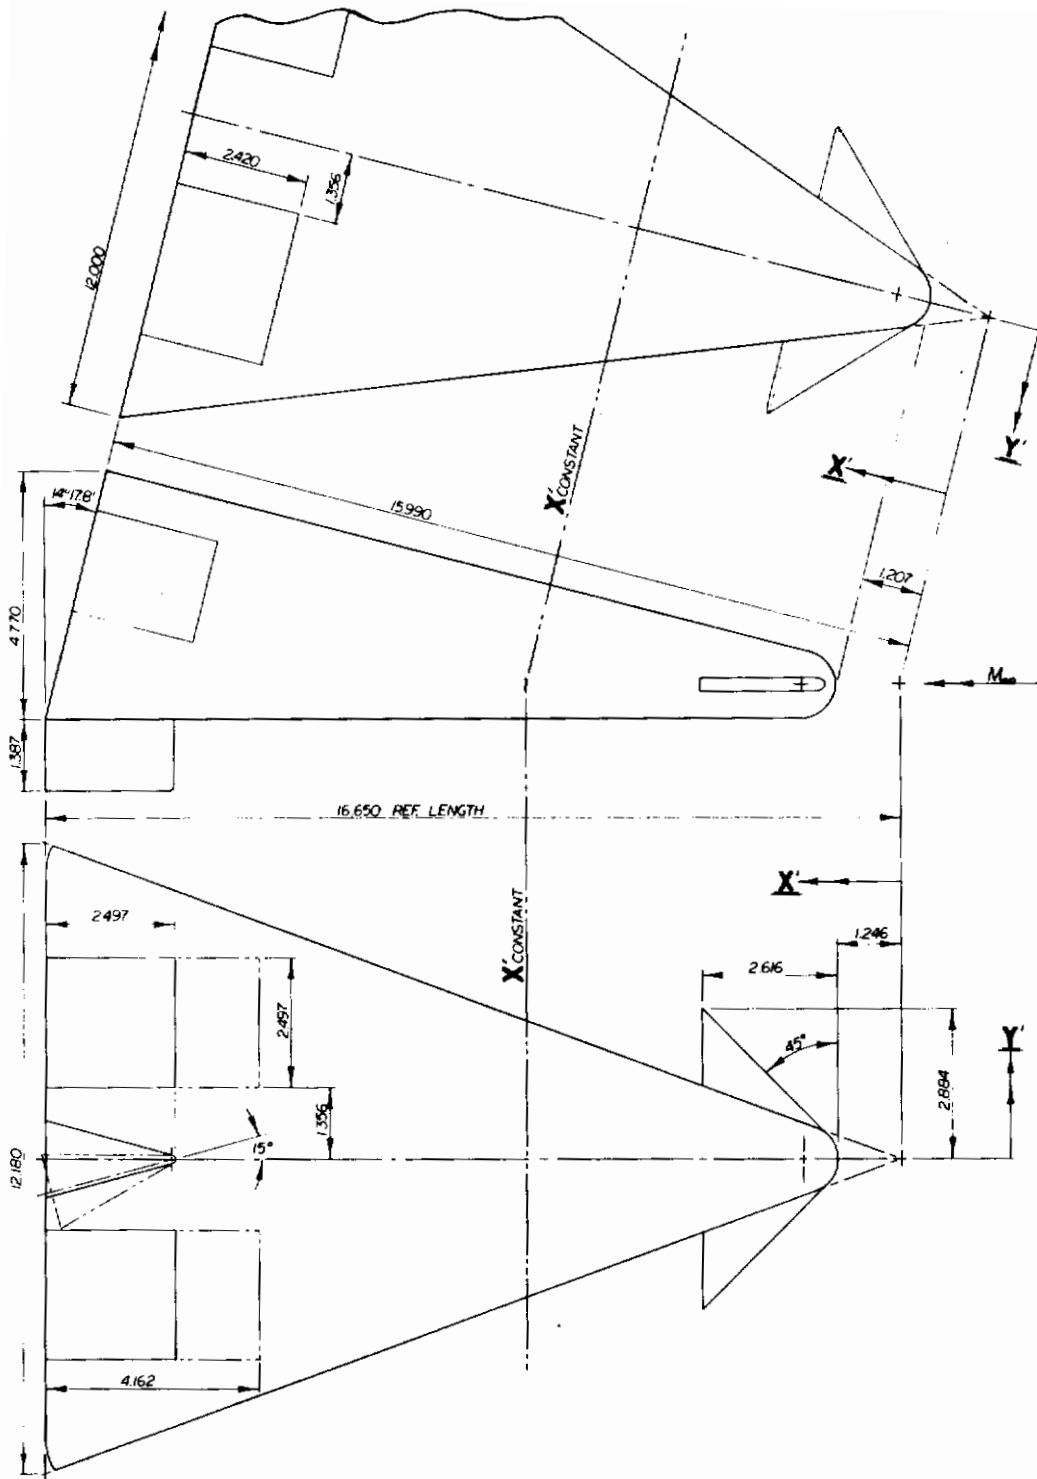 2.420
1.356
12.000
X' CONSTANT
Y'
X'
15.990
14°17.8'
1.207
4.770
M∞
1.387
16.650 REF. LENGTH
X'
X' CONSTANT
2.497
1.246
2.616
2.497
45°
Y'
2.884
1.356
15°
12.180
4.162